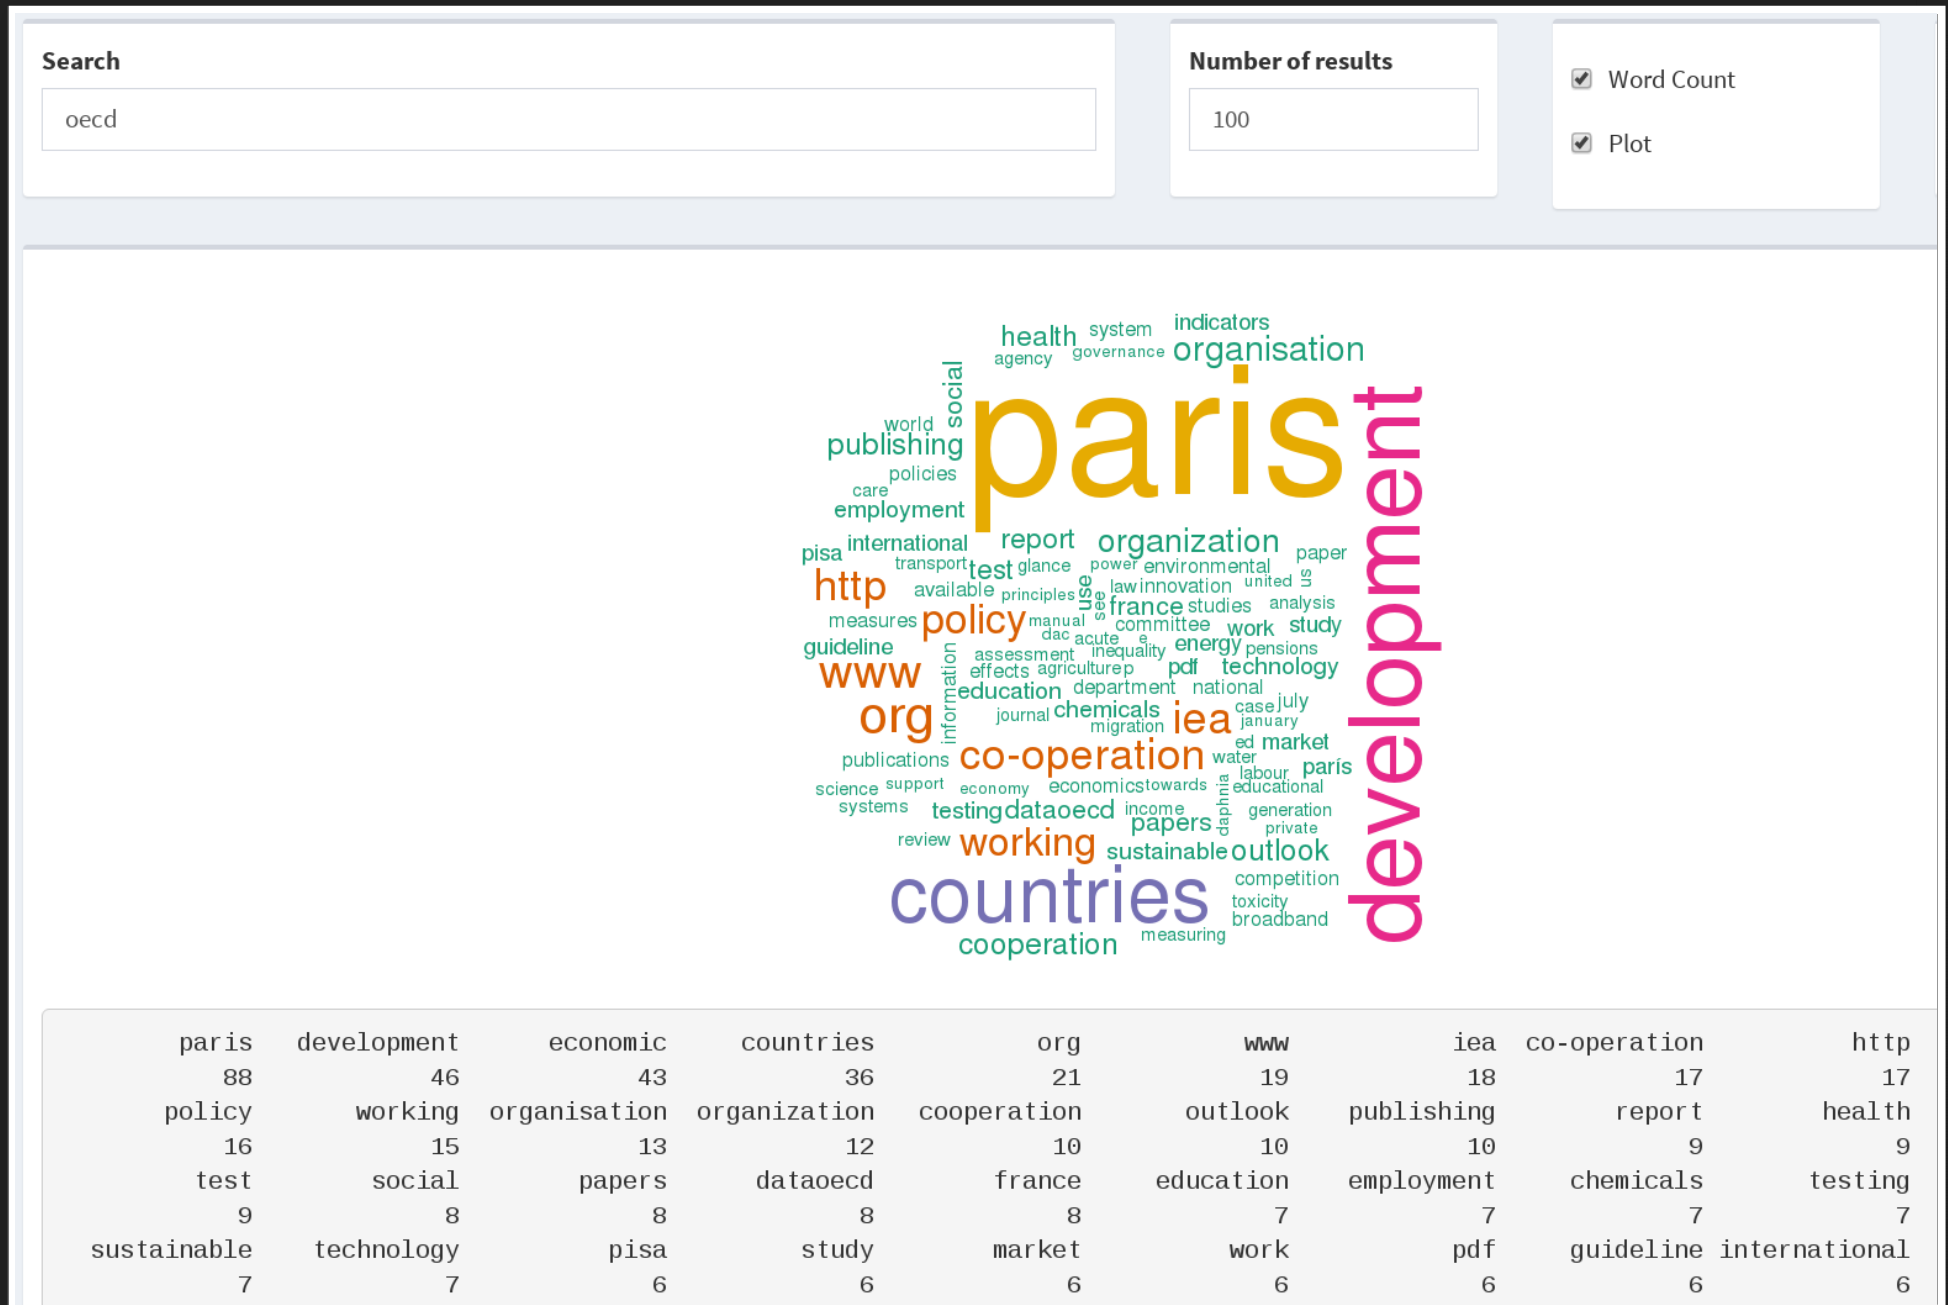 Search
oecd
Number of results
100
Word Count
Plot
health
system
indicators
agency
governance
organisation
social
paris
development
world
publishing
policies
care
employment
international
report
organization
paper
pisa
transport
test
glance
power
environmental
us
http
available
principles
use
law
innovation
united
see
france
studies
analysis
measures
policy
manual
committee
work
study
dac
acute
e
guideline
energy
pensions
information
assessment
inequality
www
effects
agriculture
p
pdf
technology
education
department
national
org
journal
chemicals
migration
iea
case
july
january
ed
market
publications
co-operation
water
labour
parís
science
support
economy
economics
towards
daphnia
educational
systems
testing
dataoecd
income
generation
papers
private
review
working
sustainable
outlook
countries
competition
toxicity
broadband
cooperation
measuring
paris development economic countries org www iea co-operation http
88 46 43 36 21 19 18 17 17
policy working organisation organization cooperation outlook publishing report health
16 15 13 12 10 10 10 9 9
test social papers dataoecd france education employment chemicals testing
9 8 8 8 8 7 7 7 7
sustainable technology pisa study market work pdf guideline international
7 7 6 6 6 6 6 6 6